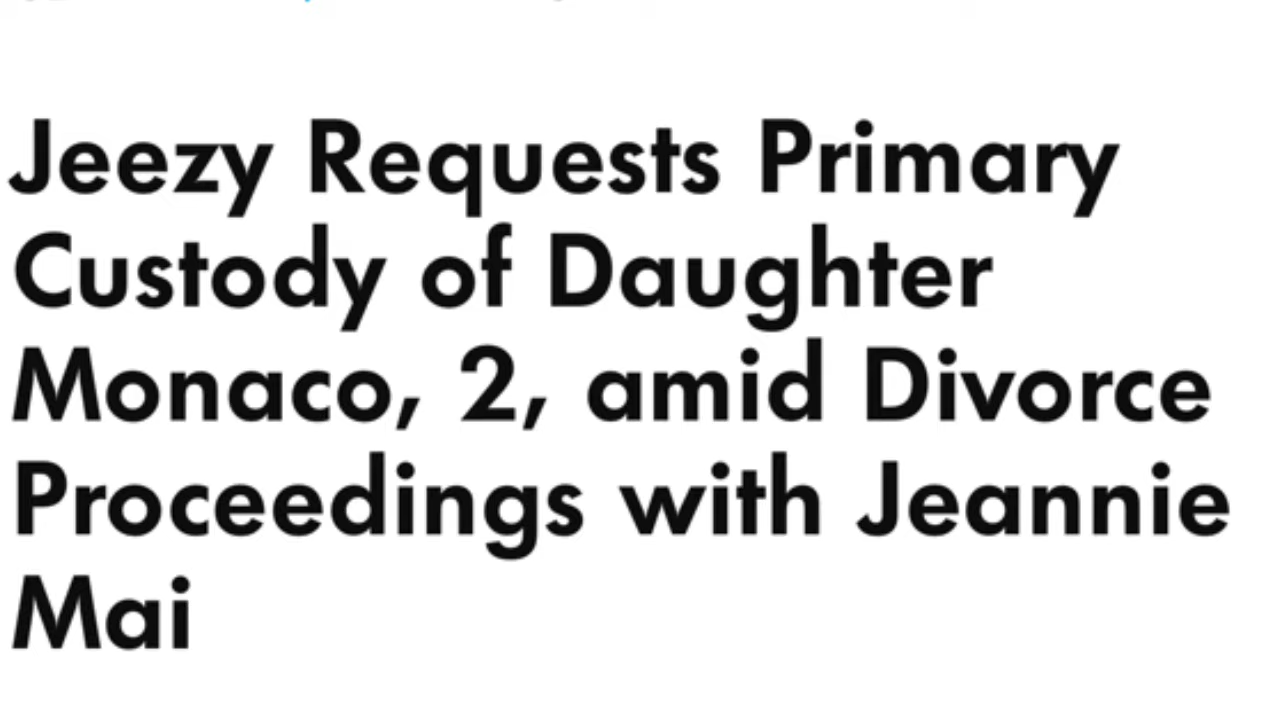 Jeezy Requests Primary
Custody of Daughter
Monaco, 2, amid Divorce
Proceedings with Jeannie
Mai